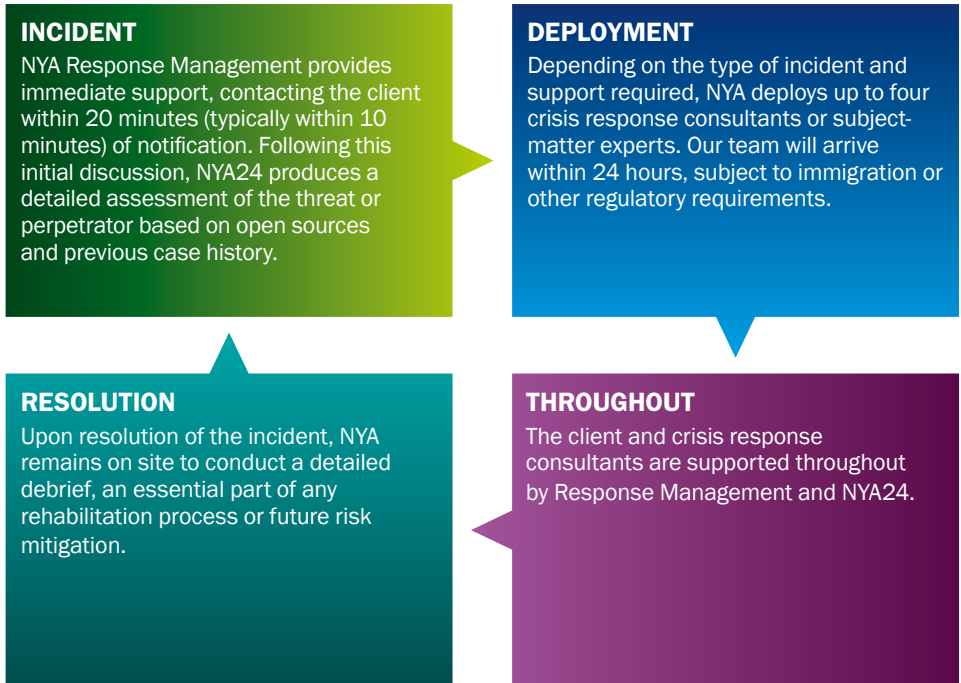 INCIDENT
NYA Response Management provides
immediate support, contacting the client
within 20 minutes (typically within 10
minutes) of notification. Following this
initial discussion, NYA24 produces a
detailed assessment of the threat or
perpetrator based on open sources
and previous case history.
DEPLOYMENT
Depending on the type of incident and
support required, NYA deploys up to four
crisis response consultants or subject-
matter experts. Our team will arrive
within 24 hours, subject to immigration or
other regulatory requirements.
THROUGHOUT
The client and crisis response
consultants are supported throughout
by Response Management and NYA24.
RESOLUTION
Upon resolution of the incident, NYA
remains on site to conduct a detailed
debrief, an essential part of any
rehabilitation process or future risk
mitigation.